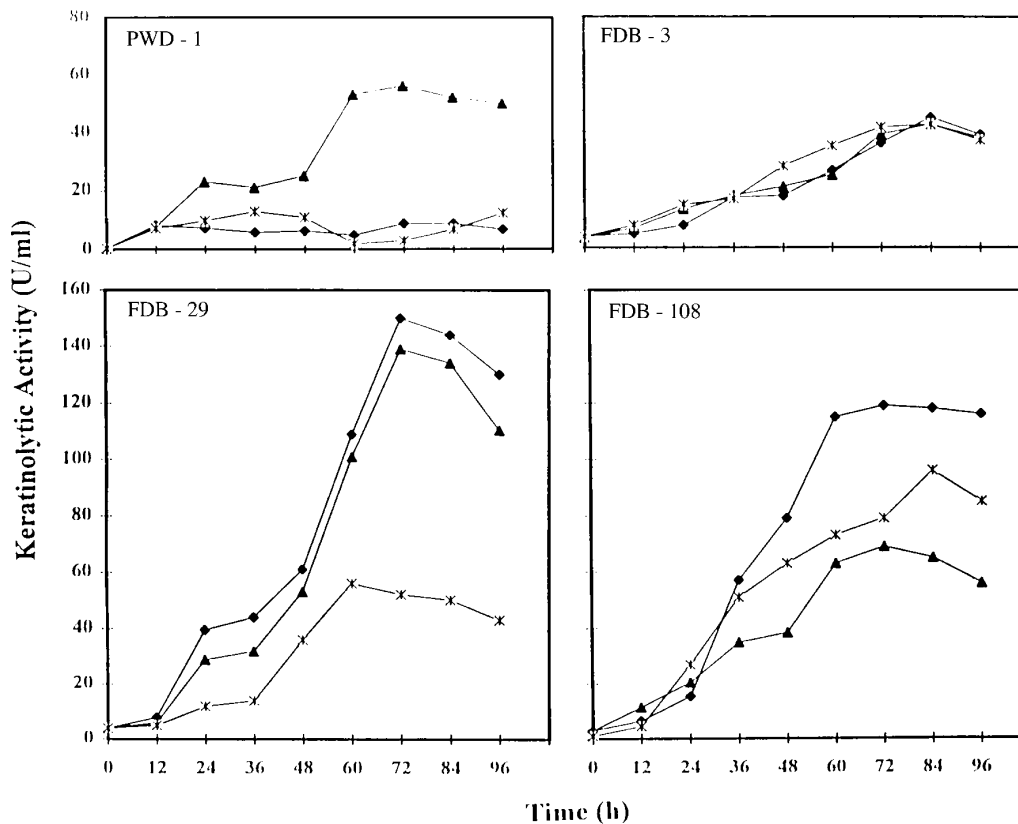 80
60
40
20
0
PWD - 1
FDB - 3
160
140
120
100
80
60
40
20
0
FDB - 29
FDB - 108
0 12 24 36 48 60 72 84 96
0 12 24 36 48 60 72 84 96
Keratinolytic Activity (U/ml)
Time (h)